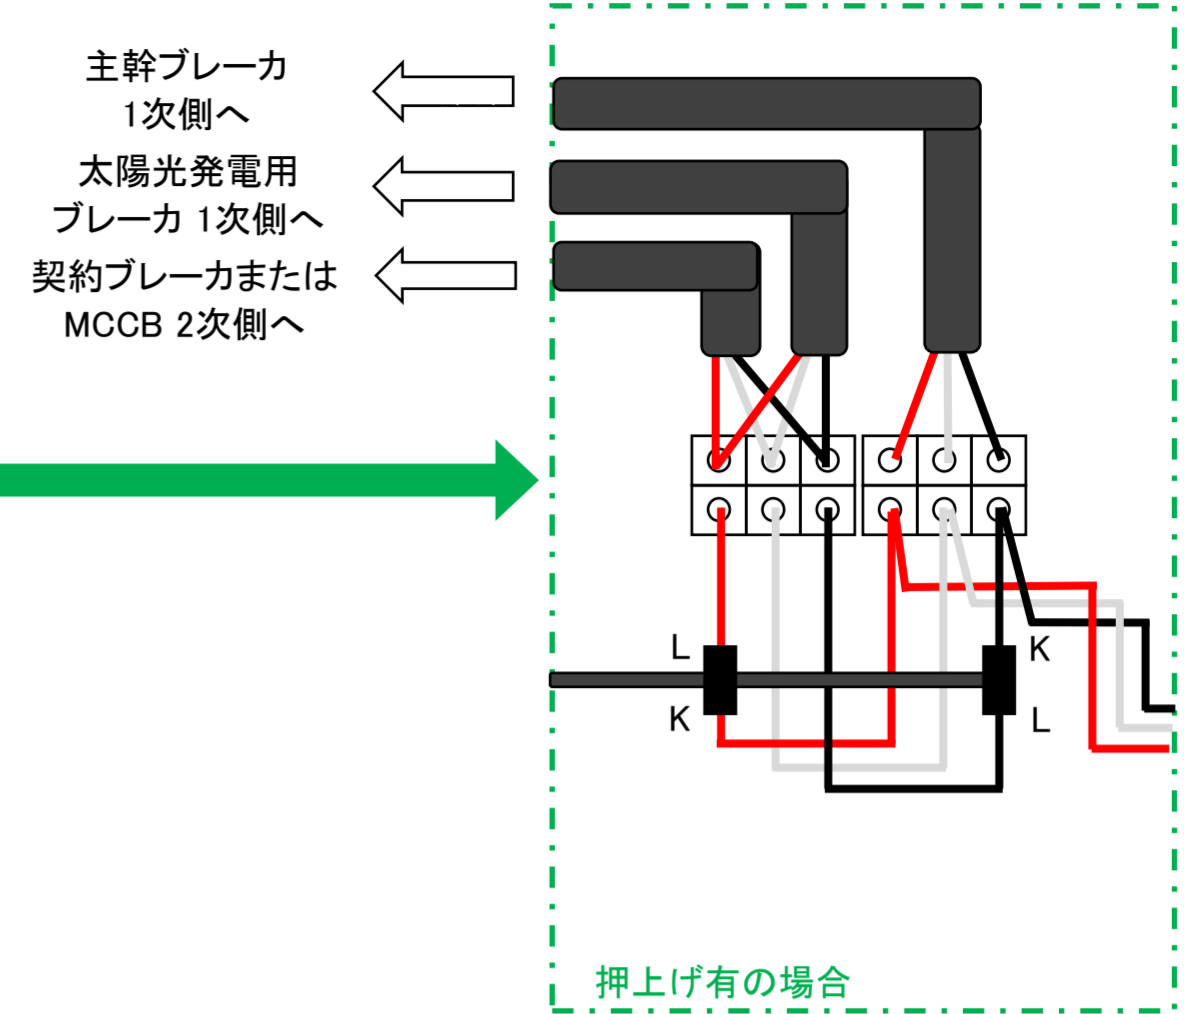 主幹ブレーカ
1次側へ
太陽光発電用
ブレーカ 1次側へ
契約ブレーカまたは
MCCB 2次側へ
L
K
K
L
押上げ有の場合